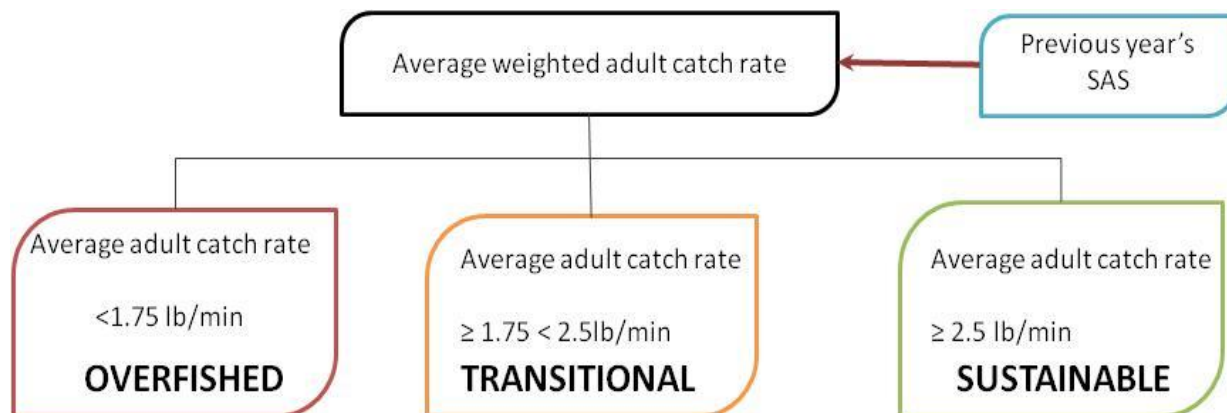 Average weighted adult catch rate
Previous year's
SAS
Average adult catch rate
<1.75 lb/min
OVERFISHED
Average adult catch rate
≥ 1.75 < 2.5lb/min
TRANSITIONAL
Average adult catch rate
≥ 2.5 lb/min
SUSTAINABLE